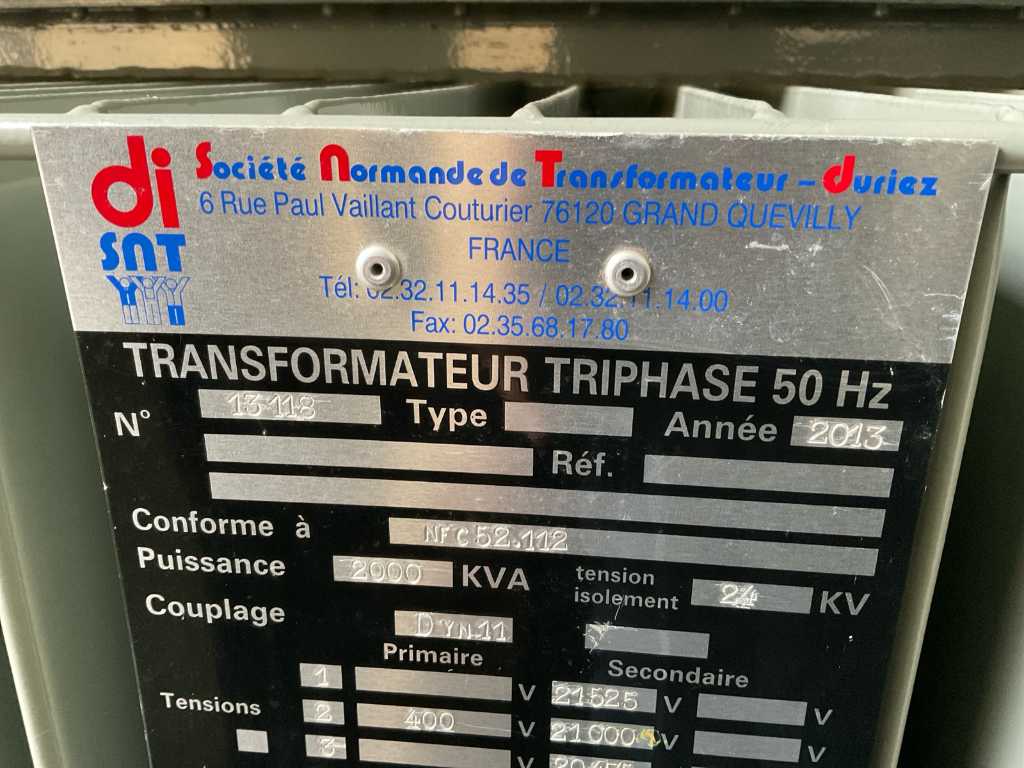 di Société Normande de Transformateur - duriez
SNT
6 Rue Paul Vaillant Couturier 76120 GRAND QUEVILLY
FRANCE
Tél: 02.32.11.14.35 / 02.32.11.14.00
Fax: 02.35.68.17.80
TRANSFORMATEUR TRIPHASE 50 Hz
N° 13118 Type Année 2013
Réf.
Conforme à NFC52.112
Puissance 2000 KVA tension isolement 24 KV
Couplage DYN.11
Primaire Secondaire
1 V 21525 V V
Tensions 2 400 V 21000 V V
3 V V